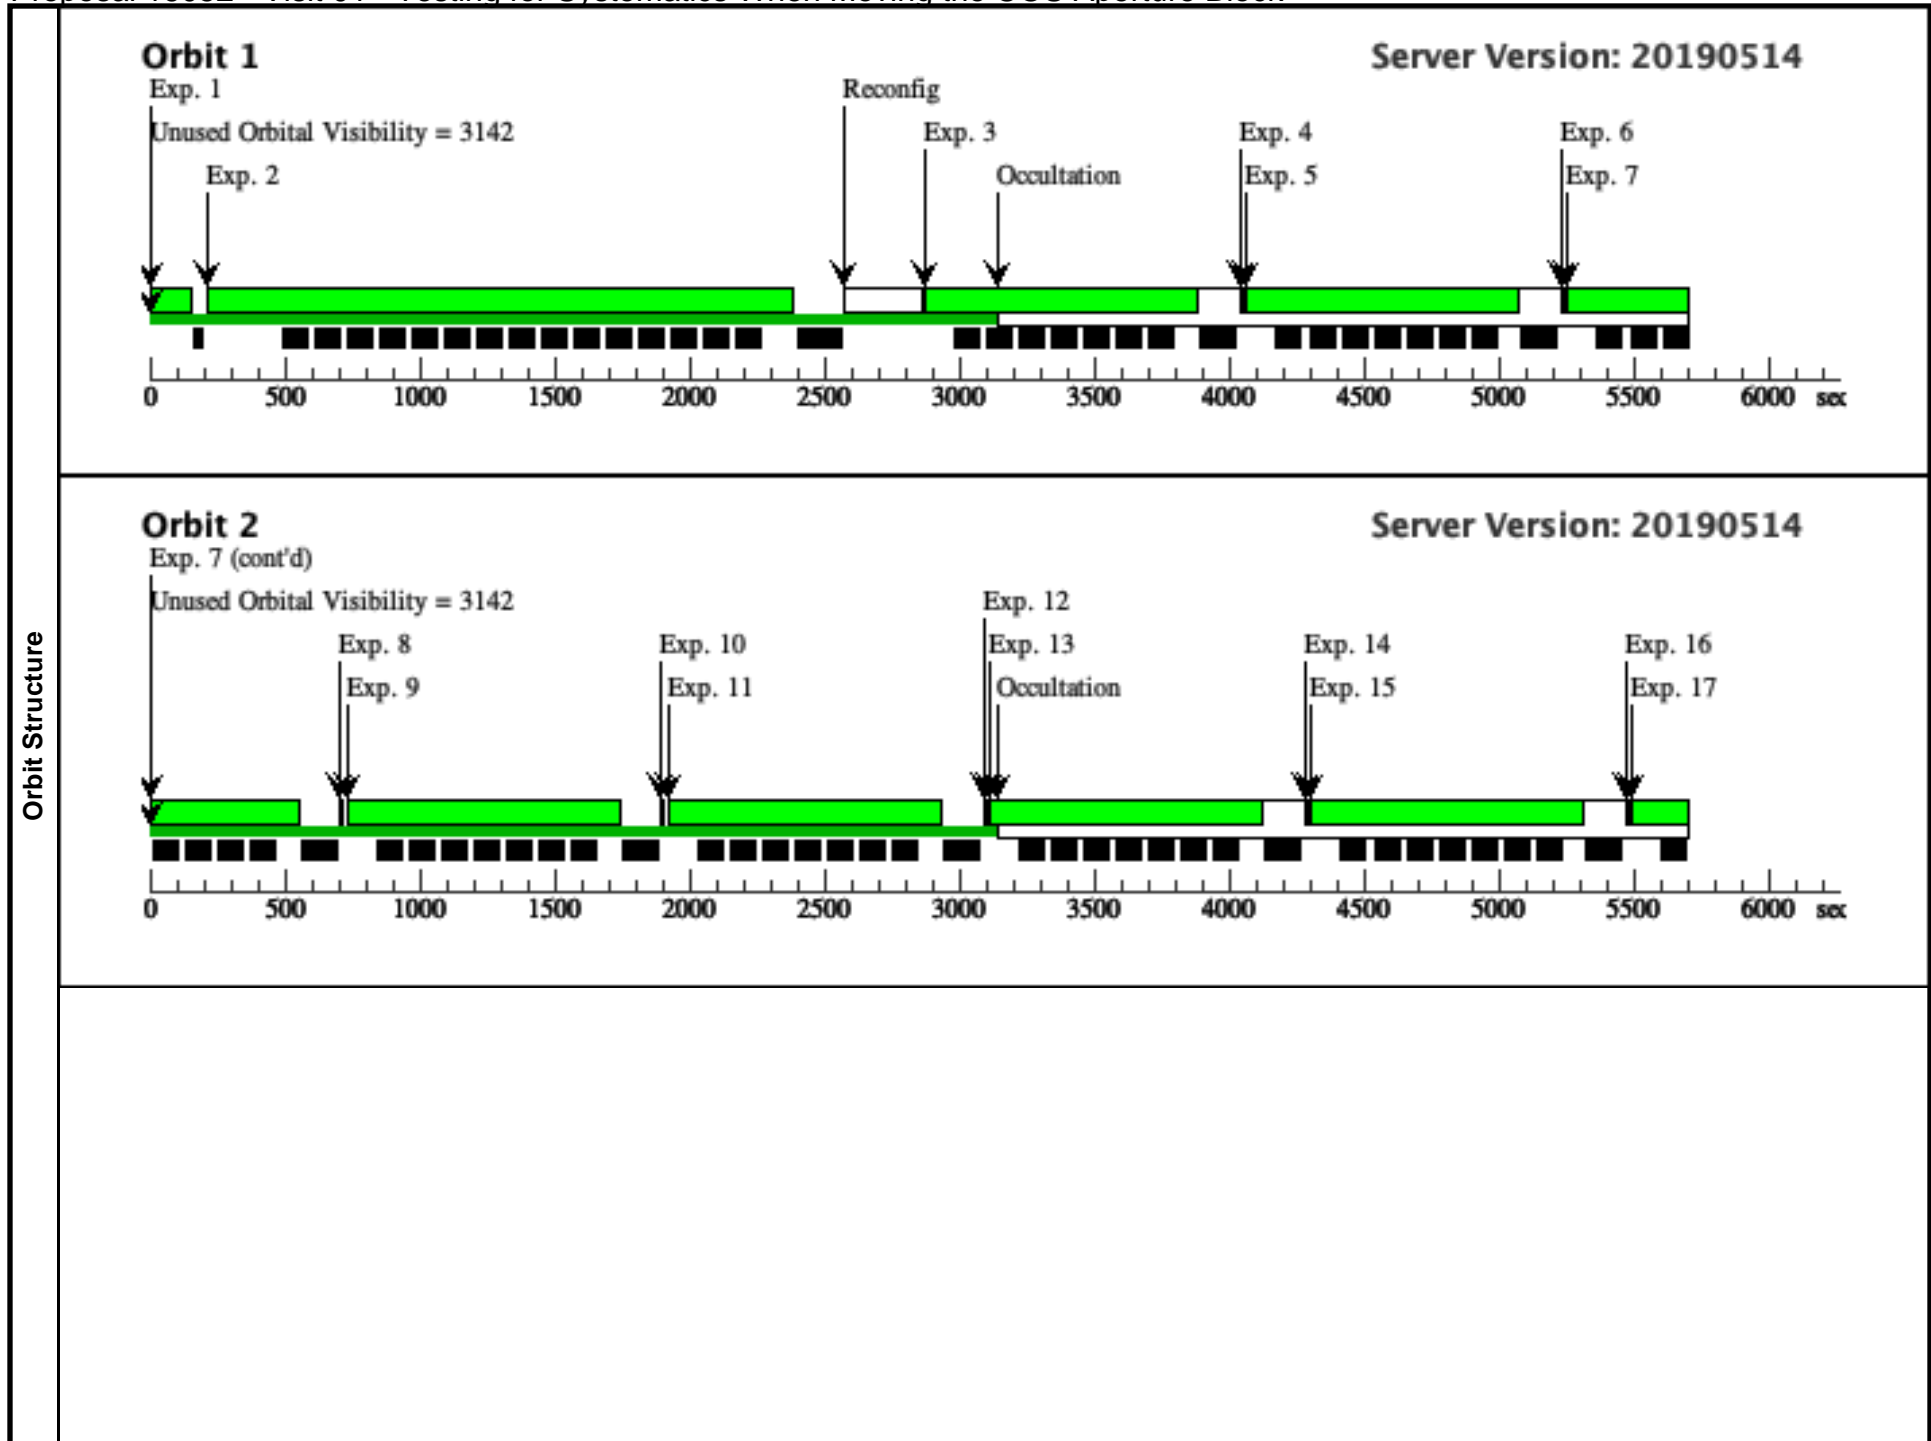 Orbit Structure
Orbit 1
Server Version: 20190514
Exp. 1
Reconfig
Unused Orbital Visibility = 3142
Exp. 3
Exp. 4
Exp. 6
Exp. 2
Occultation
Exp. 5
Exp. 7
0 500 1000 1500 2000 2500 3000 3500 4000 4500 5000 5500 6000 sec
Orbit 2
Server Version: 20190514
Exp. 7 (cont'd)
Unused Orbital Visibility = 3142
Exp. 12
Exp. 8
Exp. 10
Exp. 13
Exp. 14
Exp. 16
Exp. 9
Exp. 11
Occultation
Exp. 15
Exp. 17
0 500 1000 1500 2000 2500 3000 3500 4000 4500 5000 5500 6000 sec